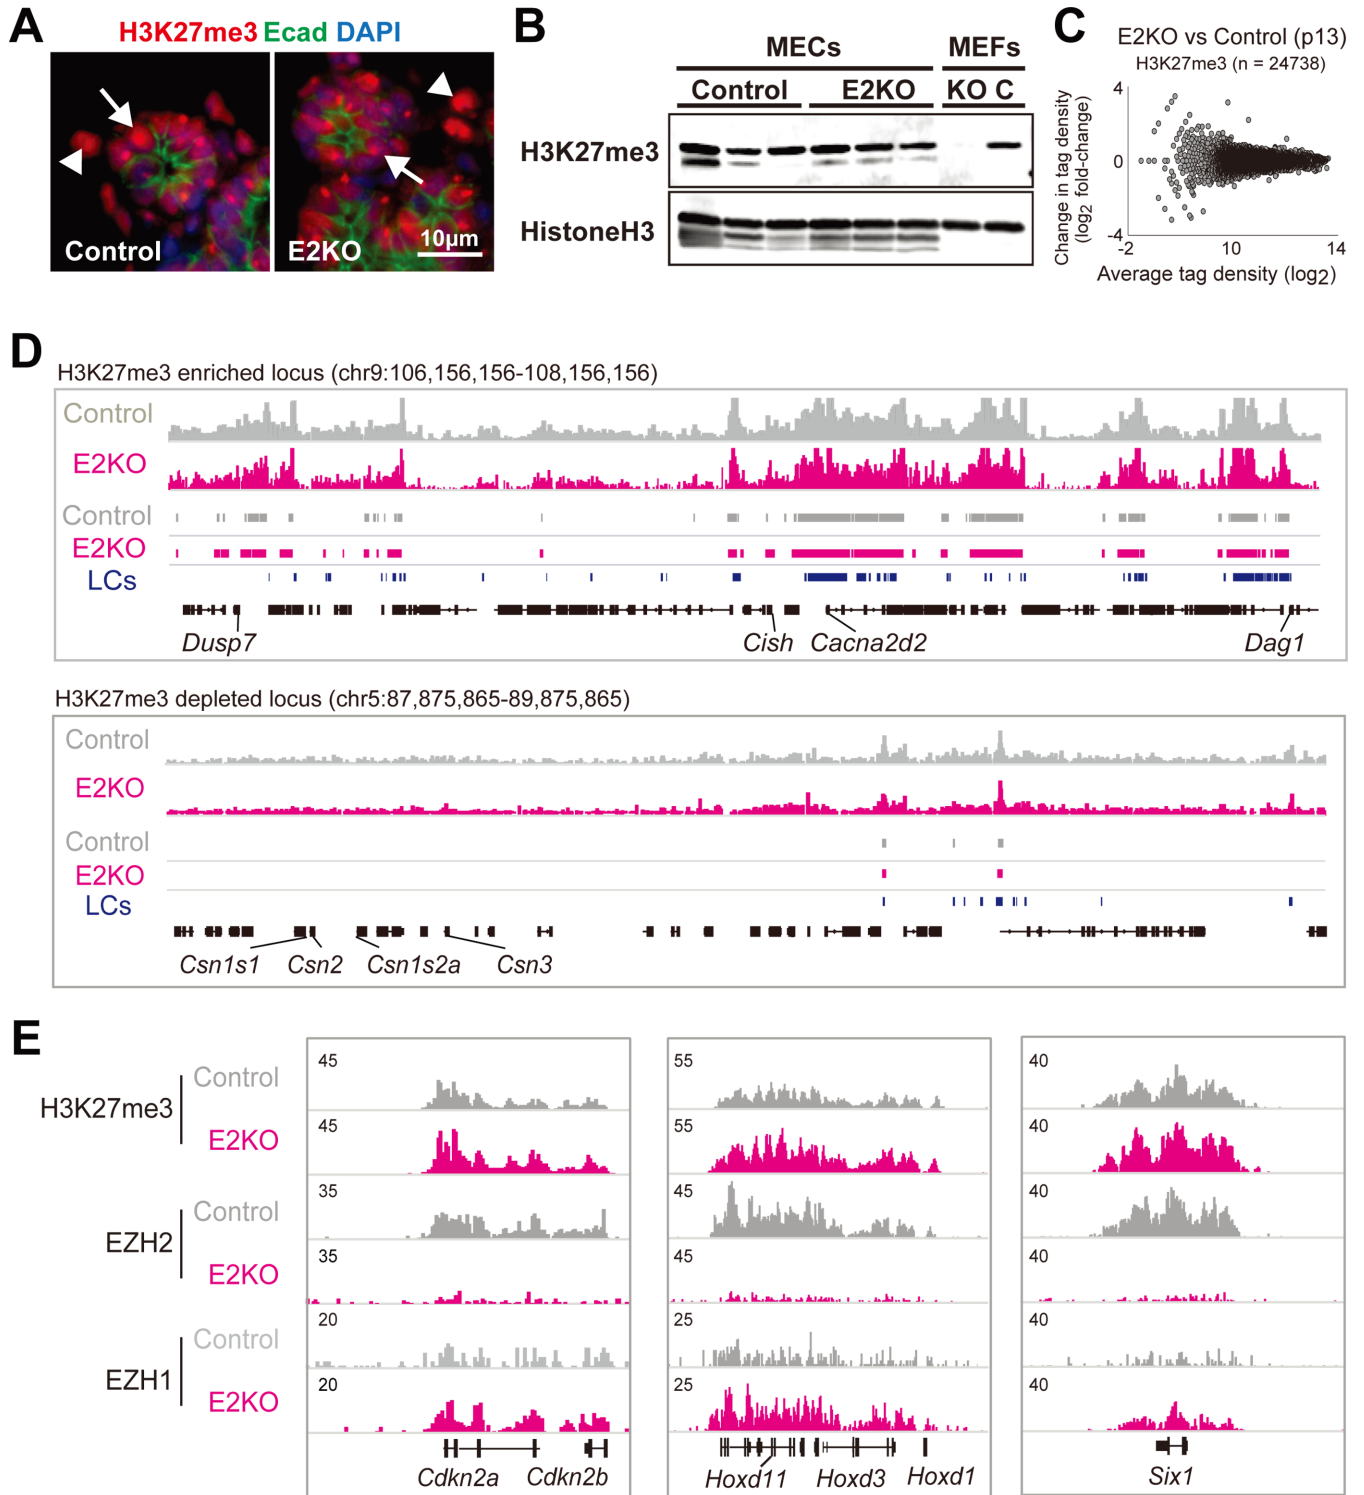 A
H3K27me3 Ecad DAPI
Control
E2KO
10µm
B
MECs MEFs
Control E2KO KO C
H3K27me3
HistoneH3
C
E2KO vs Control (p13)
H3K27me3 (n = 24738)
Change in tag density
(log2 fold-change)
4
0
-4
-2 10 14
Average tag density (log2)
D
H3K27me3 enriched locus (chr9:106,156,156-108,156,156)
Control
E2KO
Control
E2KO
LCs
Dusp7 Cish Cacna2d2 Dag1
H3K27me3 depleted locus (chr5:87,875,865-89,875,865)
Control
E2KO
Control
E2KO
LCs
Csn1s1 Csn2 Csn1s2a Csn3
E
H3K27me3
Control 45 55 40
E2KO 45 55 40
EZH2
Control 35 45 40
E2KO 35 45 40
EZH1
Control 20 25 40
E2KO 20 25 40
Cdkn2a Cdkn2b Hoxd11 Hoxd3 Hoxd1 Six1